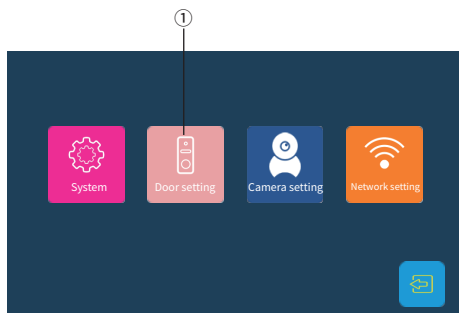 ①
System
Door setting
Camera setting
Network setting